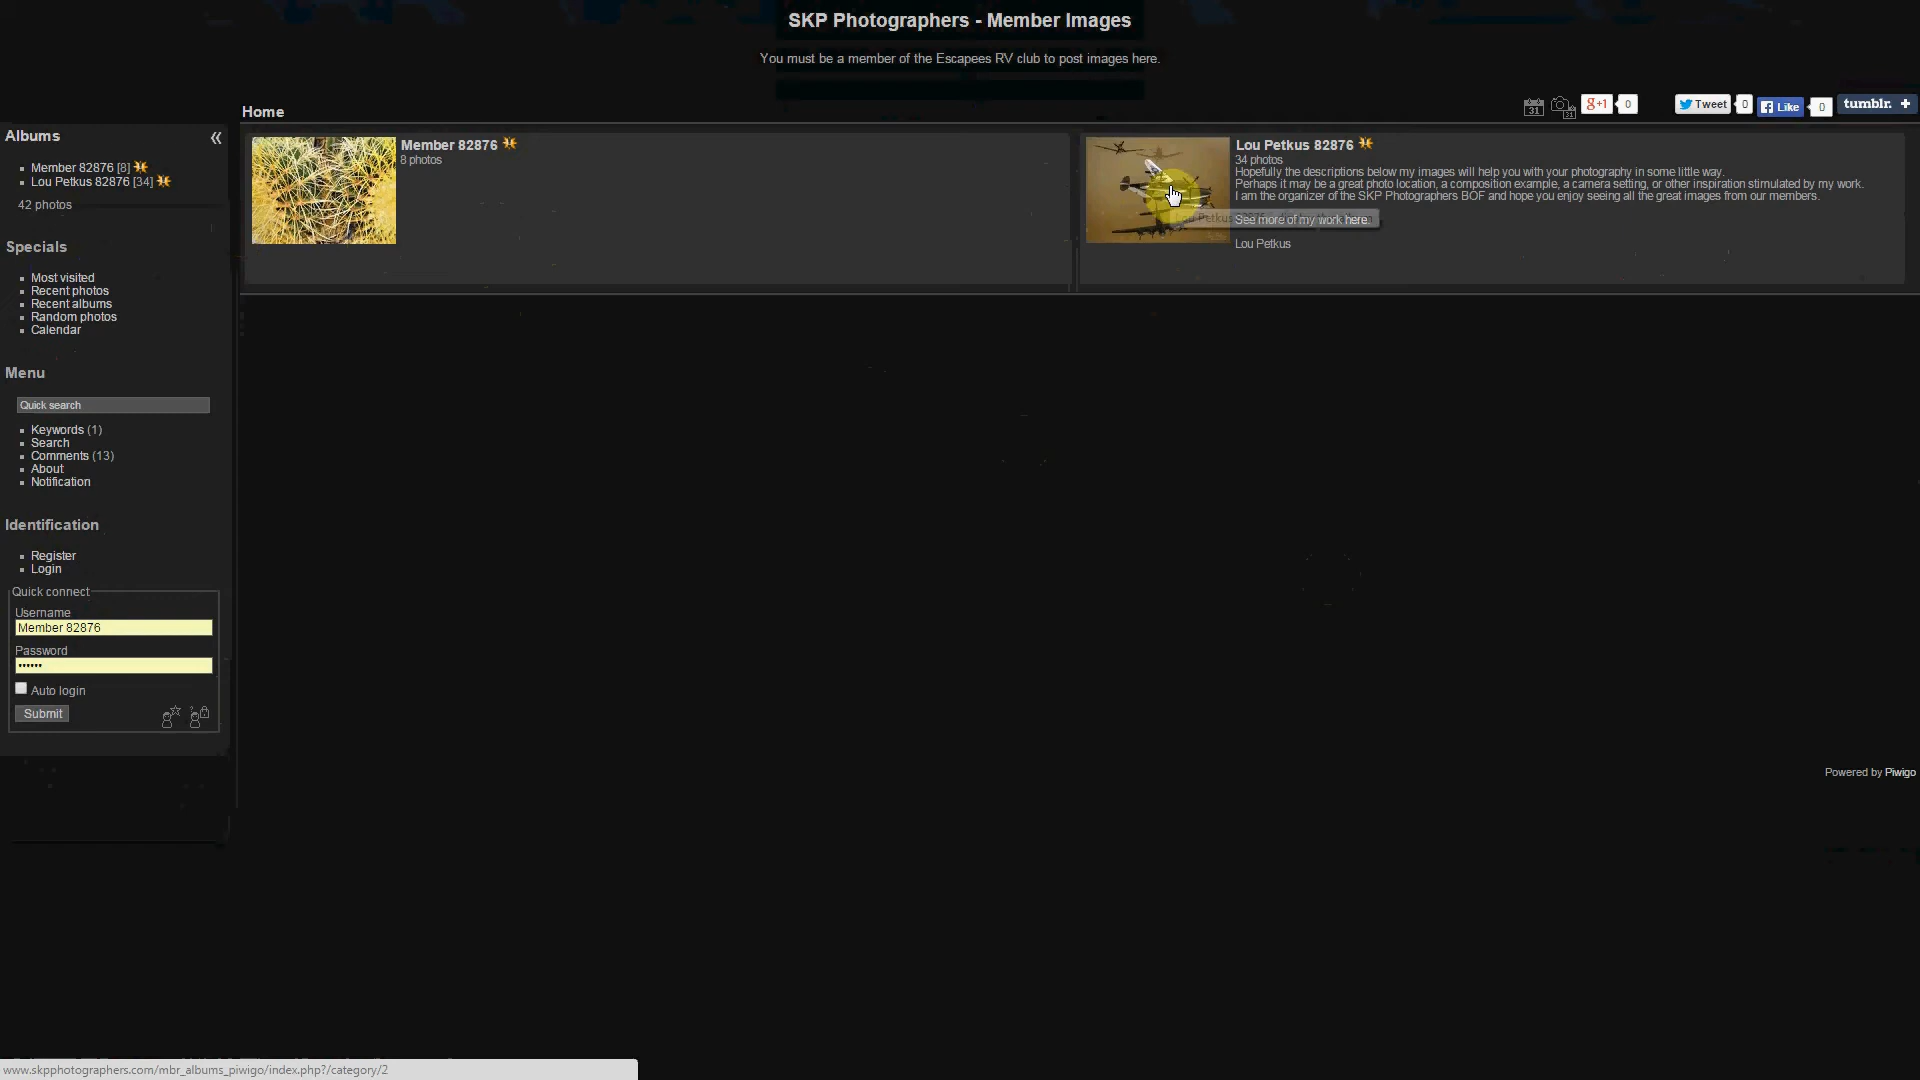 SKP Photographers - Member Images
You must be a member of the Escapees RV club to post images here.
Home
31
31
g+1
0
Tweet
0
Like
0
tumblr. +
Albums
«
Member 82876 [8]
Lou Petkus 82876 [34]
42 photos
Specials
Most visited
Recent photos
Recent albums
Random photos
Calendar
Menu
Quick search
Keywords (1)
Search
Comments (13)
About
Notification
Identification
Register
Login
Quick connect
Username
Member 82876
Password
••••••
Auto login
Submit
Member 82876
8 photos
Lou Petkus 82876
34 photos
Hopefully the descriptions below my images will help you with your photography in some little way.
Perhaps it may be a great photo location, a composition example, a camera setting, or other inspiration stimulated by my work.
I am the organizer of the SKP Photographers BOF and hope you enjoy seeing all the great images from our members.
See more of my work here.
Lou Petkus
Powered by Piwigo
www.skpphotographers.com/mbr_albums_piwigo/index.php?/category/2